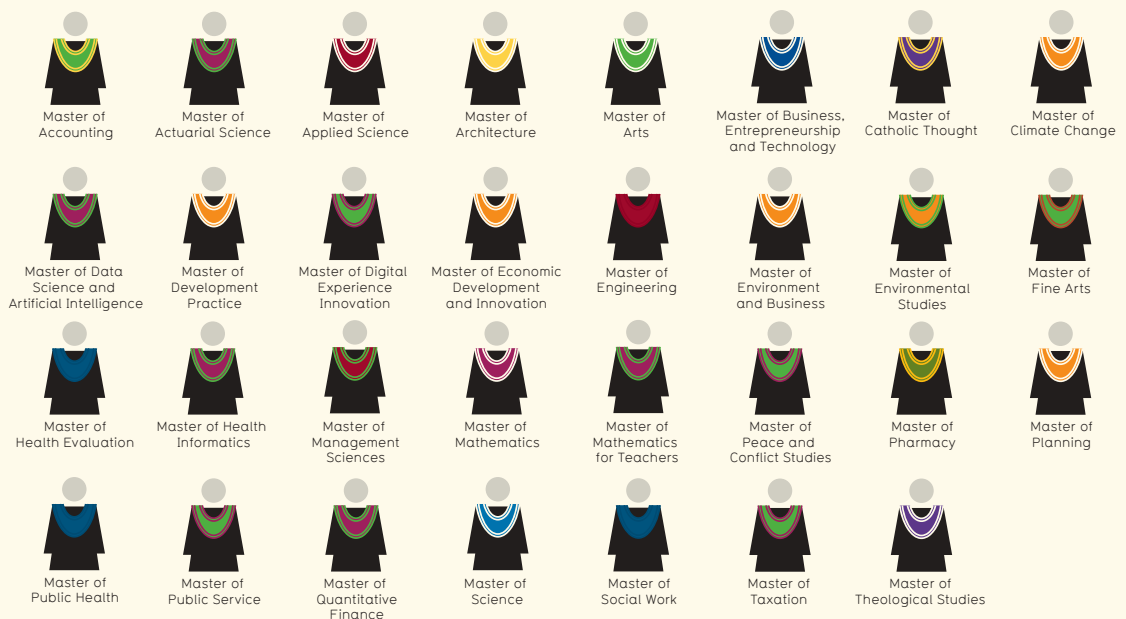 Master of
Accounting
Master of
Actuarial Science
Master of
Applied Science
Master of
Architecture
Master of
Arts
Master of Business,
Entrepreneurship
and Technology
Master of
Catholic Thought
Master of
Climate Change
Master of Data
Science and
Artificial Intelligence
Master of
Development
Practice
Master of Digital
Experience
Innovation
Master of Economic
Development
and Innovation
Master of
Engineering
Master of
Environment
and Business
Master of
Environmental
Studies
Master of
Fine Arts
Master of
Health Evaluation
Master of Health
Informatics
Master of
Management
Sciences
Master of
Mathematics
Master of
Mathematics
for Teachers
Master of
Peace and
Conflict Studies
Master of
Pharmacy
Master of
Planning
Master of
Public Health
Master of
Public Service
Master of
Quantitative
Finance
Master of
Science
Master of
Social Work
Master of
Taxation
Master of
Theological Studies